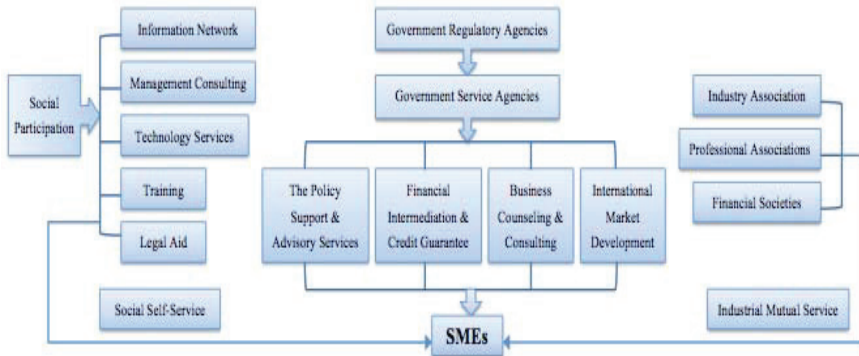 Social
Participation
Information Network
Management Consulting
Technology Services
Training
Legal Aid
Social Self-Service
Government Regulatory Agencies
Government Service Agencies
The Policy
Support &
Advisory Services
Financial
Intermediation &
Credit Guarantee
Business
Counseling &
Consulting
International
Market
Development
SMEs
Industry Association
Professional Associations
Financial Societies
Industrial Mutual Service